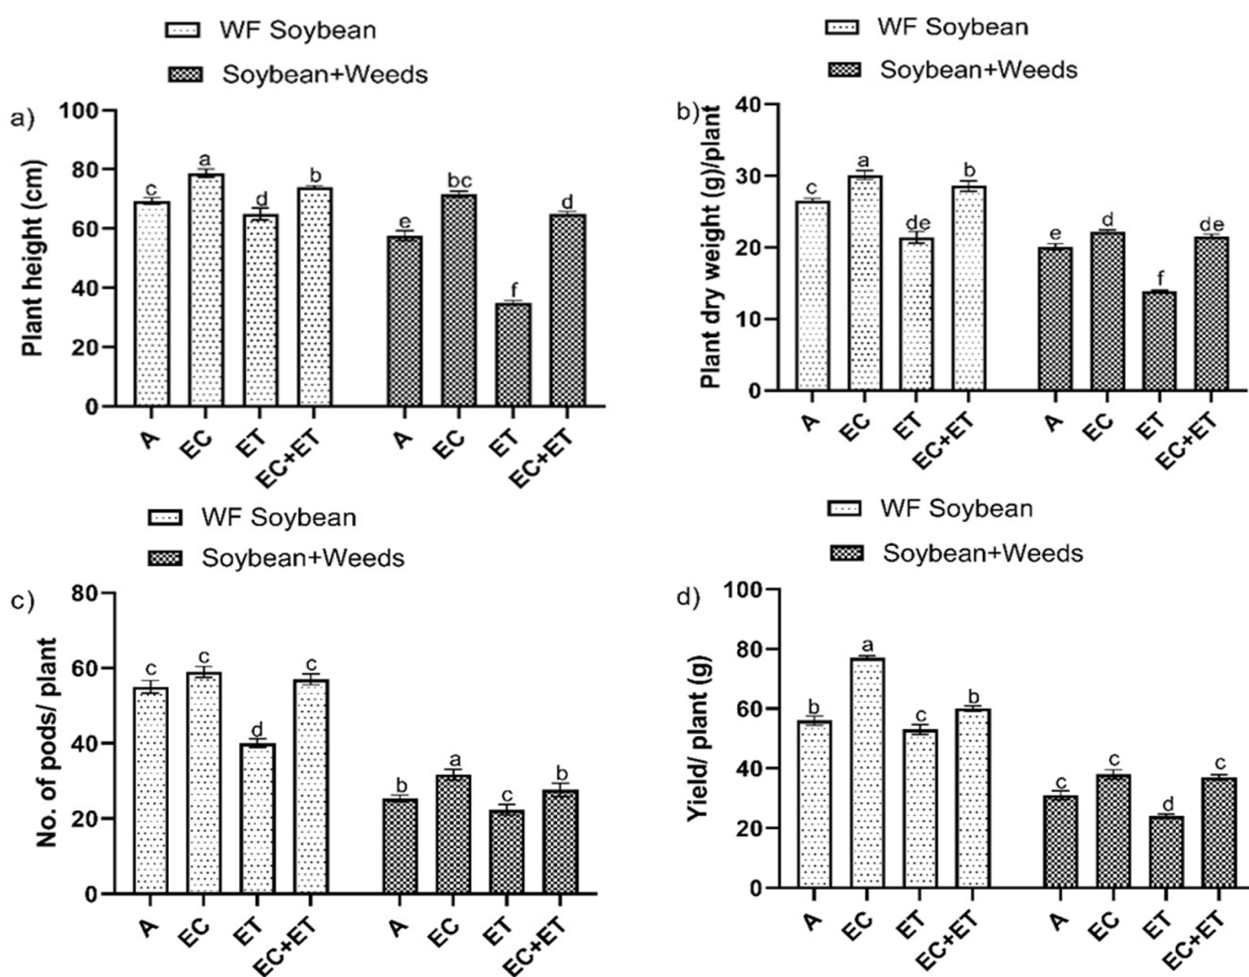 WF Soybean
Soybean+Weeds
a)
Plant height (cm)
100
80
60
40
20
0
c
a
d
b
e
bc
f
d
A
EC
ET
EC+ET
A
EC
ET
EC+ET
WF Soybean
Soybean+Weeds
b)
Plant dry weight (g)/plant
40
30
20
10
0
c
a
de
b
e
d
f
de
A
EC
ET
EC+ET
A
EC
ET
EC+ET
WF Soybean
Soybean+Weeds
c)
No. of pods/ plant
80
60
40
20
0
c
c
d
c
b
a
c
b
A
EC
ET
EC+ET
A
EC
ET
EC+ET
WF Soybean
Soybean+Weeds
d)
Yield/ plant (g)
100
80
60
40
20
0
b
a
c
b
c
c
d
c
A
EC
ET
EC+ET
A
EC
ET
EC+ET